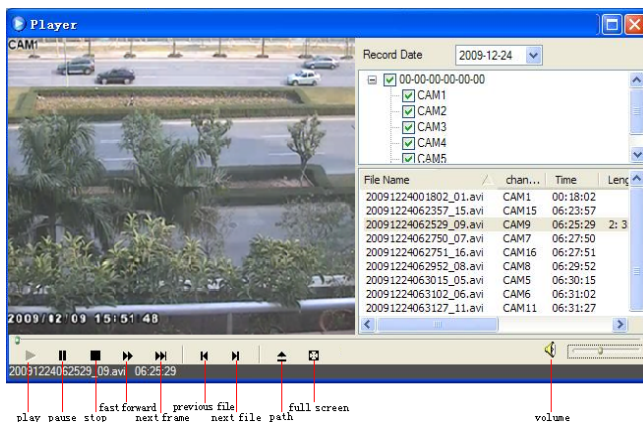 Player
CAM1
Record Date 2009-12-24
00-00-00-00-00-00
CAM1
CAM2
CAM3
CAM4
CAM5
File Name chan... Time Leng
20091224001802_01.avi CAM1 00:18:02
20091224062357_15.avi CAM15 06:23:57
20091224062529_09.avi CAM9 06:25:29 2: 3
20091224062750_07.avi CAM7 06:27:50
20091224062751_16.avi CAM16 06:27:51
20091224062952_08.avi CAM8 06:29:52
20091224063015_05.avi CAM5 06:30:15
20091224063102_06.avi CAM6 06:31:02
20091224063127_11.avi CAM11 06:31:27
2009/02/09 15:51 48
20091224062529_09.avi 06:25:29
fast forward previous file full screen
play pause stop next frame next file path volume